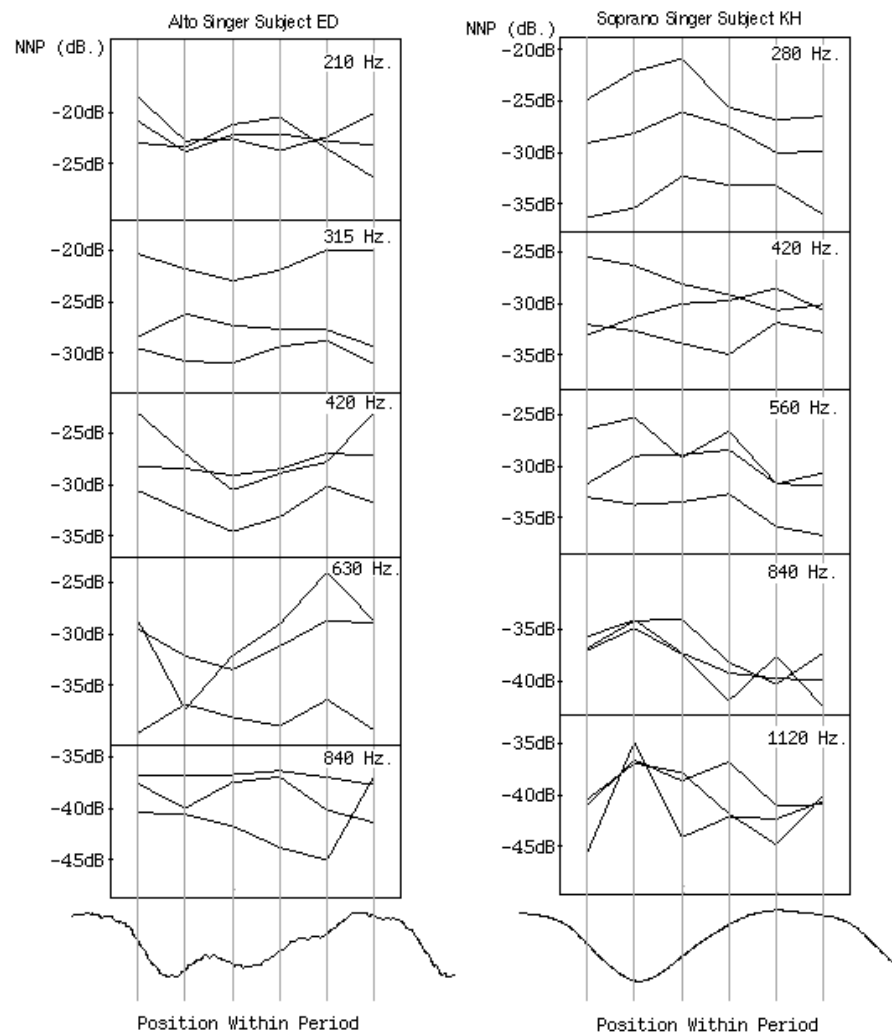 Alto Singer Subject ED
NNP (dB.)
210 Hz.
-20dB
-25dB
315 Hz.
-20dB
-25dB
-30dB
420 Hz.
-25dB
-30dB
-35dB
630 Hz.
-25dB
-30dB
-35dB
840 Hz.
-35dB
-40dB
-45dB
Position Within Period
Soprano Singer Subject KH
NNP (dB.)
280 Hz.
-20dB
-25dB
-30dB
-35dB
420 Hz.
-25dB
-30dB
-35dB
560 Hz.
-25dB
-30dB
-35dB
840 Hz.
-35dB
-40dB
1120 Hz.
-35dB
-40dB
-45dB
Position Within Period